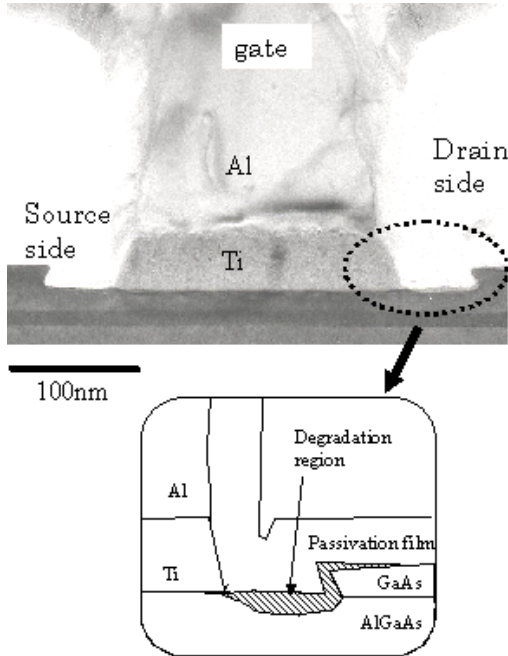 gate
Al
Drain
side
Source
side
Ti
100nm
Degradation
region
Al
Passivation film
Ti
GaAs
AlGaAs